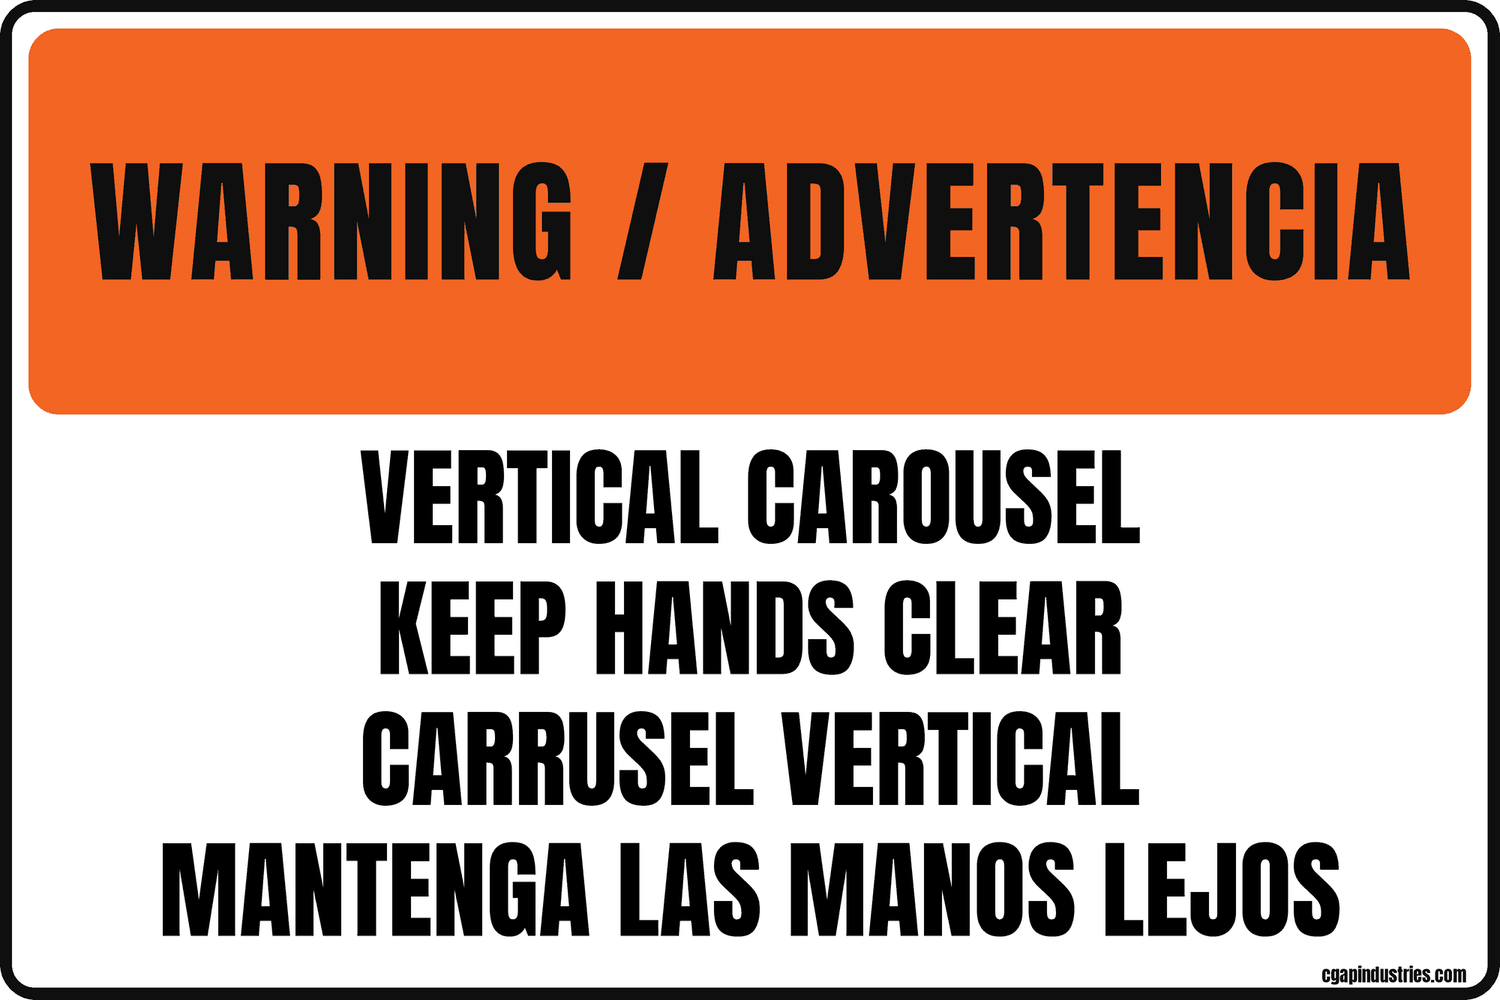 WARNING / ADVERTENCIA
VERTICAL CAROUSEL
KEEP HANDS CLEAR
CARRUSEL VERTICAL
MANTENGA LAS MANOS LEJOS
cgapindustries.com